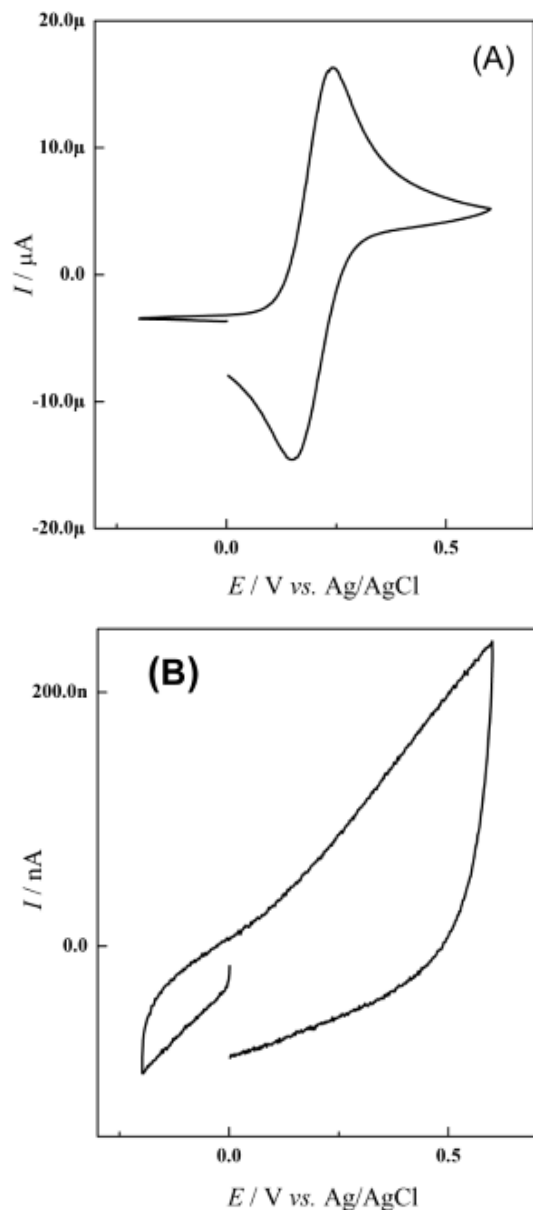 (A)
20.0µ
10.0µ
0.0
-10.0µ
20.0µ
I / µA
0.0
0.5
E / V vs. Ag/AgCl
(B)
200.0n
0.0
I / nA
0.0
0.5
E / V vs. Ag/AgCl